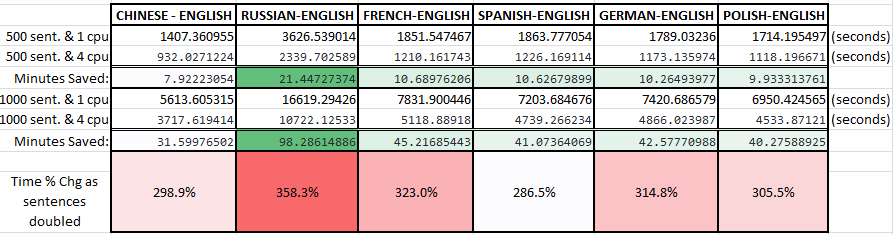 CHINESE - ENGLISH RUSSIAN-ENGLISH FRENCH-ENGLISH SPANISH-ENGLISH GERMAN-ENGLISH POLISH-ENGLISH
500 sent. & 1 cpu 1407.360955 3626.539014 1851.547467 1863.777054 1789.03236 1714.195497 (seconds)
500 sent. & 4 cpu 932.0271224 2339.702589 1210.161743 1226.169114 1173.135974 1118.196671 (seconds)
Minutes Saved: 7.92223054 21.44727374 10.68976206 10.62679899 10.26493977 9.933313761
1000 sent. & 1 cpu 5613.605315 16619.29426 7831.900446 7203.684676 7420.686579 6950.424565 (seconds)
1000 sent. & 4 cpu 3717.619414 10722.12533 5118.88918 4739.266234 4866.023987 4533.87121 (seconds)
Minutes Saved: 31.59976502 98.28614886 45.21685443 41.07364069 42.57770988 40.27588925
Time % Chg as
sentences
doubled
298.9% 358.3% 323.0% 286.5% 314.8% 305.5%